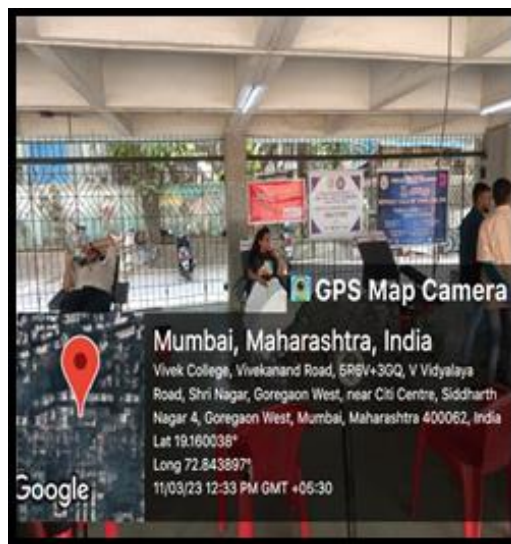 GPS Map Camera
Mumbai, Maharashtra, India
Vivek College, Vivekanand Road, 5R6V+3GQ, V Vidyalaya
Road, Shri Nagar, Goregaon West, near Citi Centre, Siddharth
Nagar 4, Goregaon West, Mumbai, Maharashtra 400062, India
Lat 19.160038°
Long 72.843897°
11/03/23 12:33 PM GMT +05:30
Google